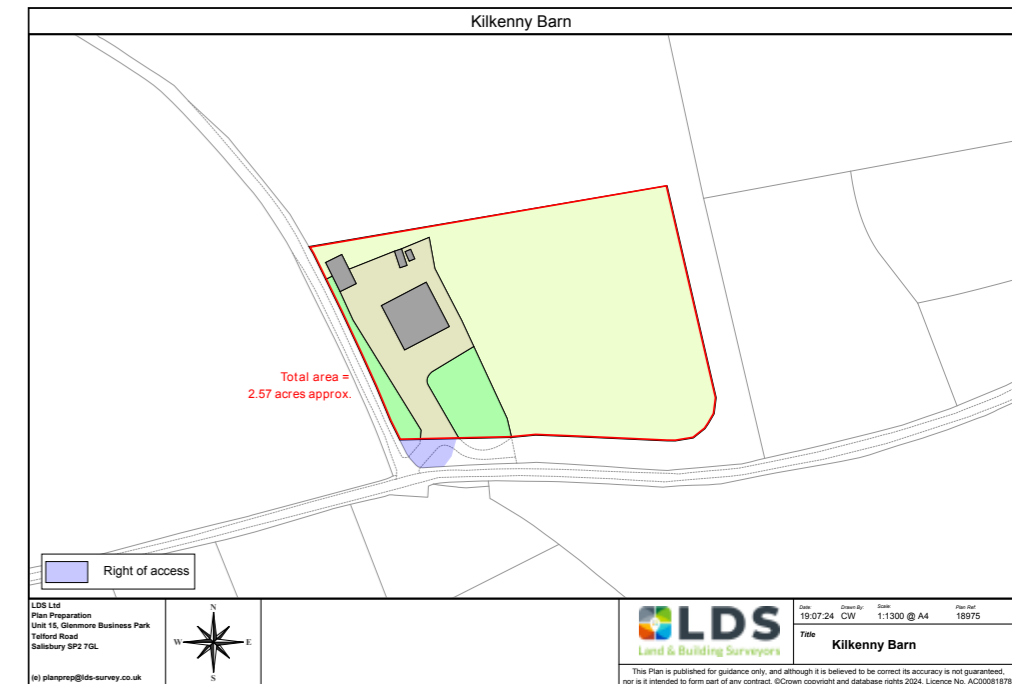 Kilkenny Barn
Total area =
2.57 acres approx.
Right of access
LDS Ltd
Plan Preparation
Unit 15, Glenmore Business Park
Telford Road
Salisbury SP2 7GL
(e) planprep@lds-survey.co.uk
N
W E
S
LDS
Land & Building Surveyors
Date: Drawn By: Scale: Plan Ref:
19:07:24 CW 1:1300 @ A4 18975
Title
Kilkenny Barn
This Plan is published for guidance only, and although it is believed to be correct its accuracy is not guaranteed,
nor is it intended to form part of any contract. ©Crown copyright and database rights 2024. Licence No. AC00081878